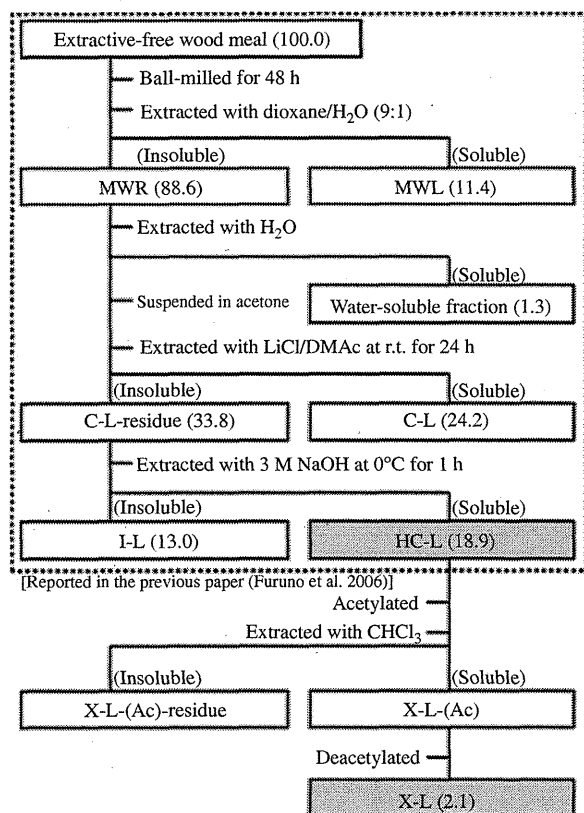 Extractive-free wood meal (100.0)
Ball-milled for 48 h
Extracted with dioxane/H₂O (9:1)
(Insoluble) (Soluble)
MWR (88.6) MWL (11.4)
Extracted with H₂O
(Soluble)
Suspended in acetone Water-soluble fraction (1.3)
Extracted with LiCl/DMAc at r.t. for 24 h
(Insoluble) (Soluble)
C-L-residue (33.8) C-L (24.2)
Extracted with 3 M NaOH at 0°C for 1 h
(Insoluble) (Soluble)
I-L (13.0) HC-L (18.9)
[Reported in the previous paper (Furuno et al. 2006)]
Acetylated
Extracted with CHCl₃
(Insoluble) (Soluble)
X-L-(Ac)-residue X-L-(Ac)
Deacetylated
X-L (2.1)